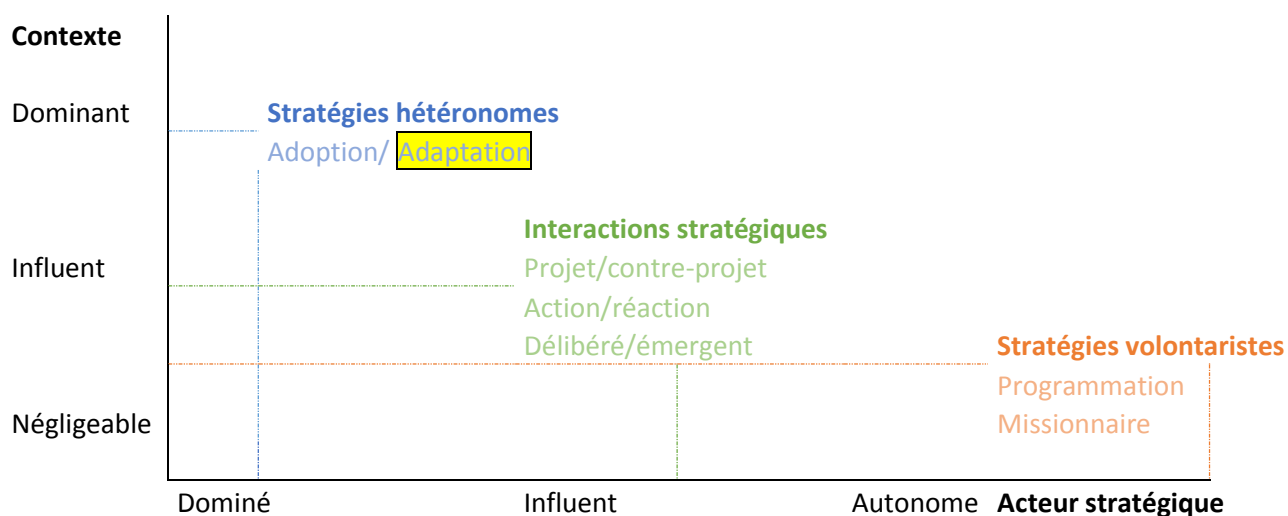 Contexte
Dominant
Stratégies hétéronomes
Adoption/ Adaptation
Interactions stratégiques
Influent
Projet/contre-projet
Action/réaction
Délibéré/émergent
Stratégies volontaristes
Programmation
Négligeable
Missionnaire
Dominé
Influent
Autonome
Acteur stratégique